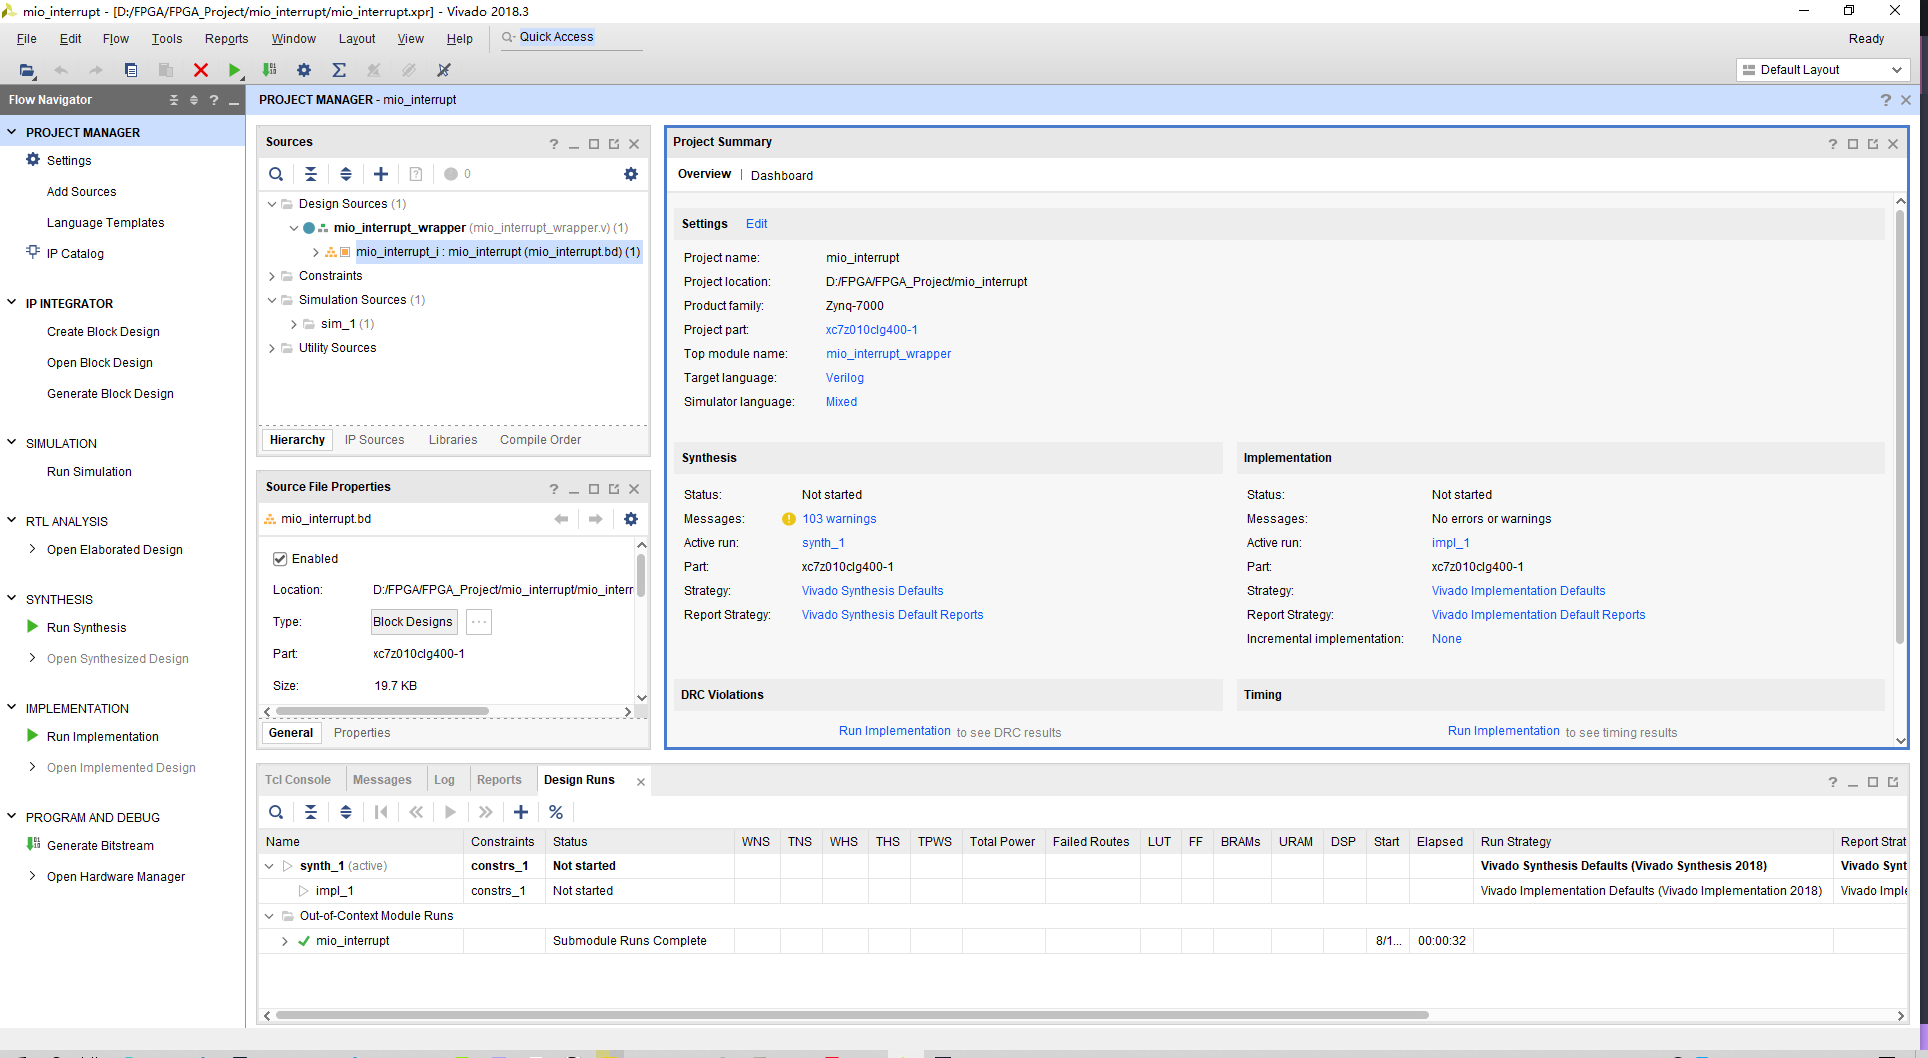 mio_interrupt - [D:/FPGA/FPGA_Project/mio_interrupt/mio_interrupt.xpr] - Vivado 2018.3
File Edit Flow Tools Reports Window Layout View Help Quick Access Ready
Default Layout
Flow Navigator
PROJECT MANAGER
Settings
Add Sources
Language Templates
IP Catalog
IP INTEGRATOR
Create Block Design
Open Block Design
Generate Block Design
SIMULATION
Run Simulation
RTL ANALYSIS
Open Elaborated Design
SYNTHESIS
Run Synthesis
Open Synthesized Design
IMPLEMENTATION
Run Implementation
Open Implemented Design
PROGRAM AND DEBUG
Generate Bitstream
Open Hardware Manager
PROJECT MANAGER - mio_interrupt
Sources
0
Design Sources (1)
mio_interrupt_wrapper (mio_interrupt_wrapper.v) (1)
mio_interrupt_i : mio_interrupt (mio_interrupt.bd) (1)
Constraints
Simulation Sources (1)
sim_1 (1)
Utility Sources
Hierarchy IP Sources Libraries Compile Order
Source File Properties
mio_interrupt.bd
Enabled
Location: D:/FPGA/FPGA_Project/mio_interrupt/mio_interr
Type: Block Designs ...
Part: xc7z010clg400-1
Size: 19.7 KB
General Properties
Project Summary
Overview | Dashboard
Settings Edit
Project name: mio_interrupt
Project location: D:/FPGA/FPGA_Project/mio_interrupt
Product family: Zynq-7000
Project part: xc7z010clg400-1
Top module name: mio_interrupt_wrapper
Target language: Verilog
Simulator language: Mixed
Synthesis
Status: Not started
Messages: 103 warnings
Active run: synth_1
Part: xc7z010clg400-1
Strategy: Vivado Synthesis Defaults
Report Strategy: Vivado Synthesis Default Reports
Implementation
Status: Not started
Messages: No errors or warnings
Active run: impl_1
Part: xc7z010clg400-1
Strategy: Vivado Implementation Defaults
Report Strategy: Vivado Implementation Default Reports
Incremental implementation: None
DRC Violations
Run Implementation to see DRC results
Timing
Run Implementation to see timing results
Tcl Console Messages Log Reports Design Runs
Name Constraints Status WNS TNS WHS THS TPWS Total Power Failed Routes LUT FF BRAMs URAM DSP Start Elapsed Run Strategy Report Strat
synth_1 (active) constrs_1 Not started Vivado Synthesis Defaults (Vivado Synthesis 2018) Vivado Synt
impl_1 constrs_1 Not started Vivado Implementation Defaults (Vivado Implementation 2018) Vivado Imple
Out-of-Context Module Runs
mio_interrupt Submodule Runs Complete 8/1... 00:00:32